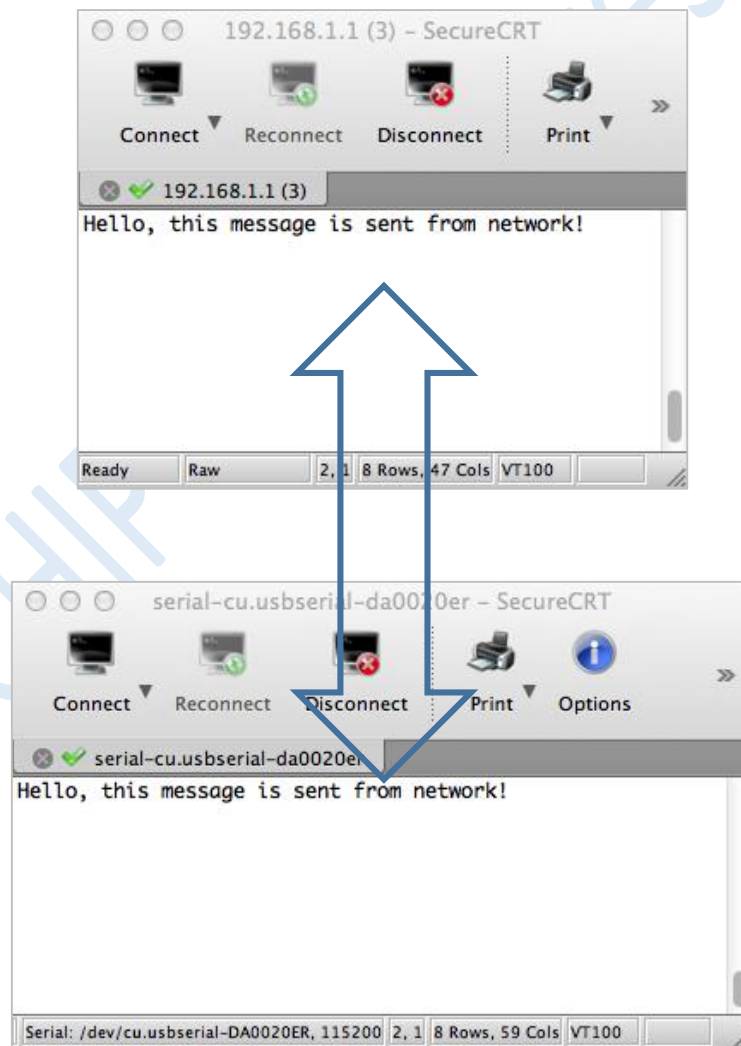 192.168.1.1 (3) – SecureCRT
Connect Reconnect Disconnect Print »
192.168.1.1 (3)
Hello, this message is sent from network!
Ready Raw 2, 1 8 Rows, 47 Cols VT100
serial-cu.usbserial-da0020er – SecureCRT
Connect Reconnect Disconnect Print Options »
serial-cu.usbserial-da0020er
Hello, this message is sent from network!
Serial: /dev/cu.usbserial-DA0020ER, 115200 2, 1 8 Rows, 59 Cols VT100